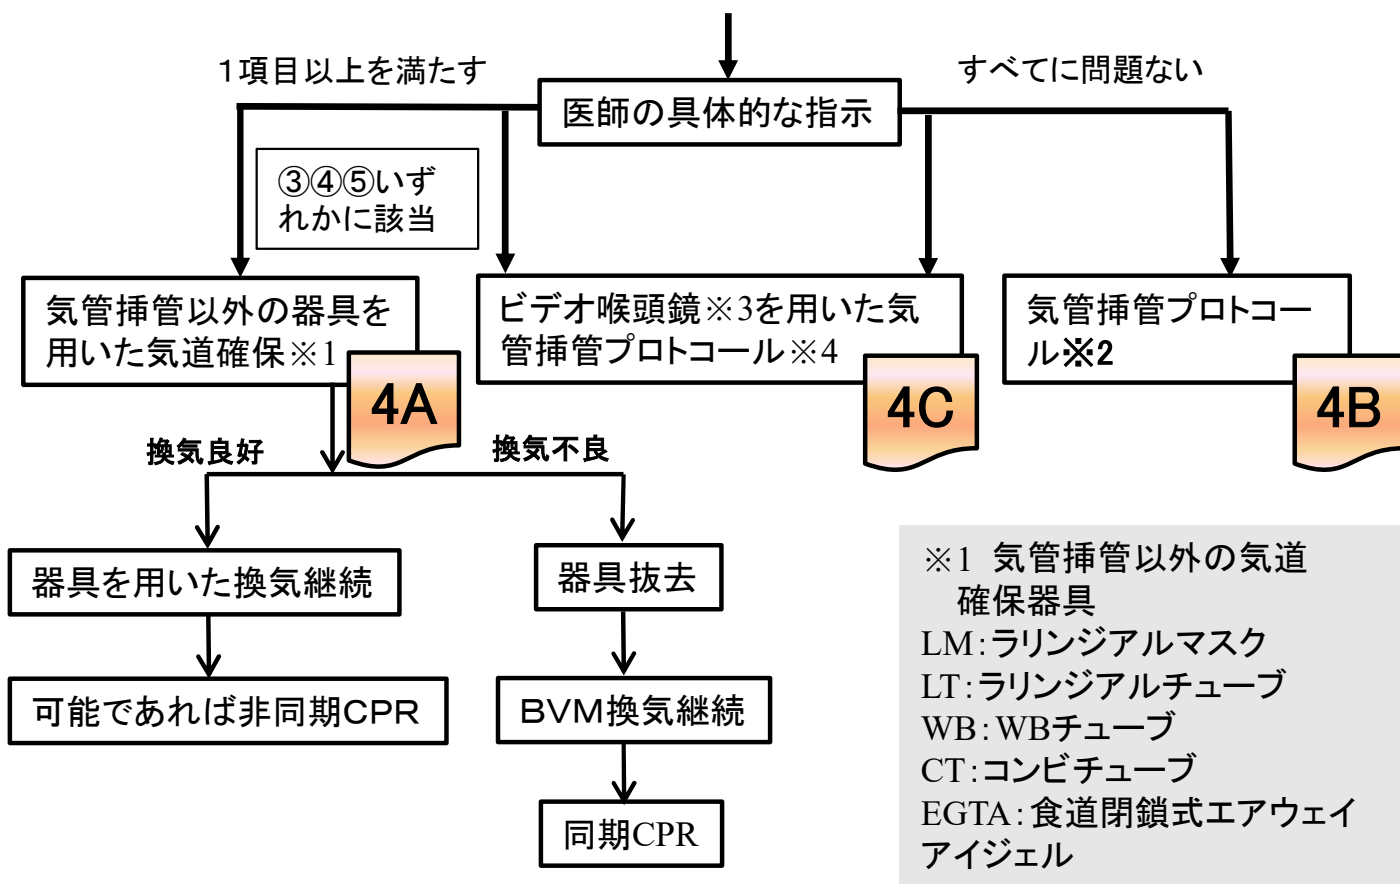 1項目以上を満たす
すべてに問題ない
医師の具体的な指示
③④⑤いず
れかに該当
気管挿管以外の器具を
用いた気道確保※1
4A
ビデオ喉頭鏡※3を用いた気
管挿管プロトコール※4
4C
気管挿管プロトコー
ル※2
4B
換気良好
換気不良
器具を用いた換気継続
器具抜去
可能であれば非同期CPR
BVM換気継続
同期CPR
※1 気管挿管以外の気道
確保器具
LM:ラリンジアルマスク
LT:ラリンジアルチューブ
WB:WBチューブ
CT:コンビチューブ
EGTA:食道閉鎖式エアウェイ
アイジェル